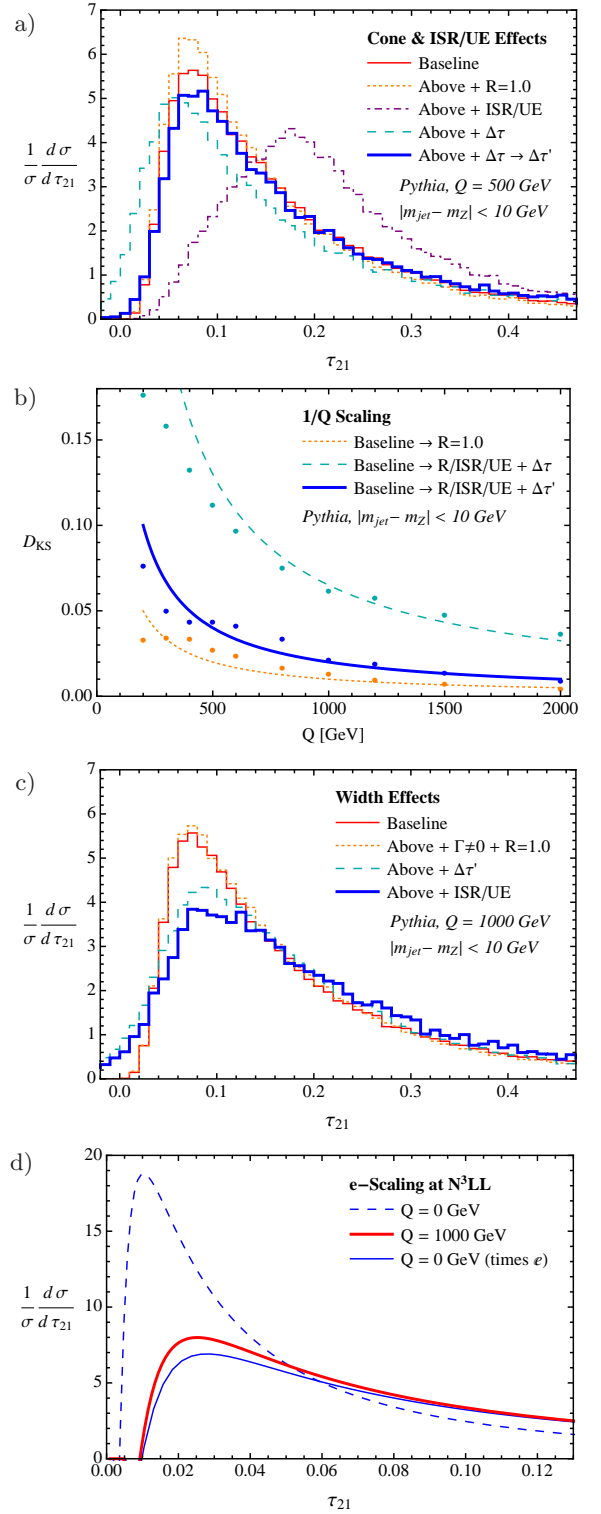 a)
7
6
5
4
3
2
1
0
1/σ dσ/dτ₂₁
Cone & ISR/UE Effects
Baseline
Above + R=1.0
Above + ISR/UE
Above + Δτ
Above + Δτ → Δτ'
Pythia, Q = 500 GeV
|m_jet − m_Z| < 10 GeV
0.0 0.1 0.2 0.3 0.4
τ₂₁
b)
0.15
0.10
0.05
0.00
D_KS
1/Q Scaling
Baseline → R=1.0
Baseline → R/ISR/UE + Δτ
Baseline → R/ISR/UE + Δτ'
Pythia, |m_jet − m_Z| < 10 GeV
0 500 1000 1500 2000
Q [GeV]
c)
7
6
5
4
3
2
1
0
1/σ dσ/dτ₂₁
Width Effects
Baseline
Above + Γ≠0 + R=1.0
Above + Δτ'
Above + ISR/UE
Pythia, Q = 1000 GeV
|m_jet − m_Z| < 10 GeV
0.0 0.1 0.2 0.3 0.4
τ₂₁
d)
20
15
10
5
0
1/σ dσ/dτ₂₁
e−Scaling at N³LL
Q = 0 GeV
Q = 1000 GeV
Q = 0 GeV (times e)
0.00 0.02 0.04 0.06 0.08 0.10 0.12
τ₂₁